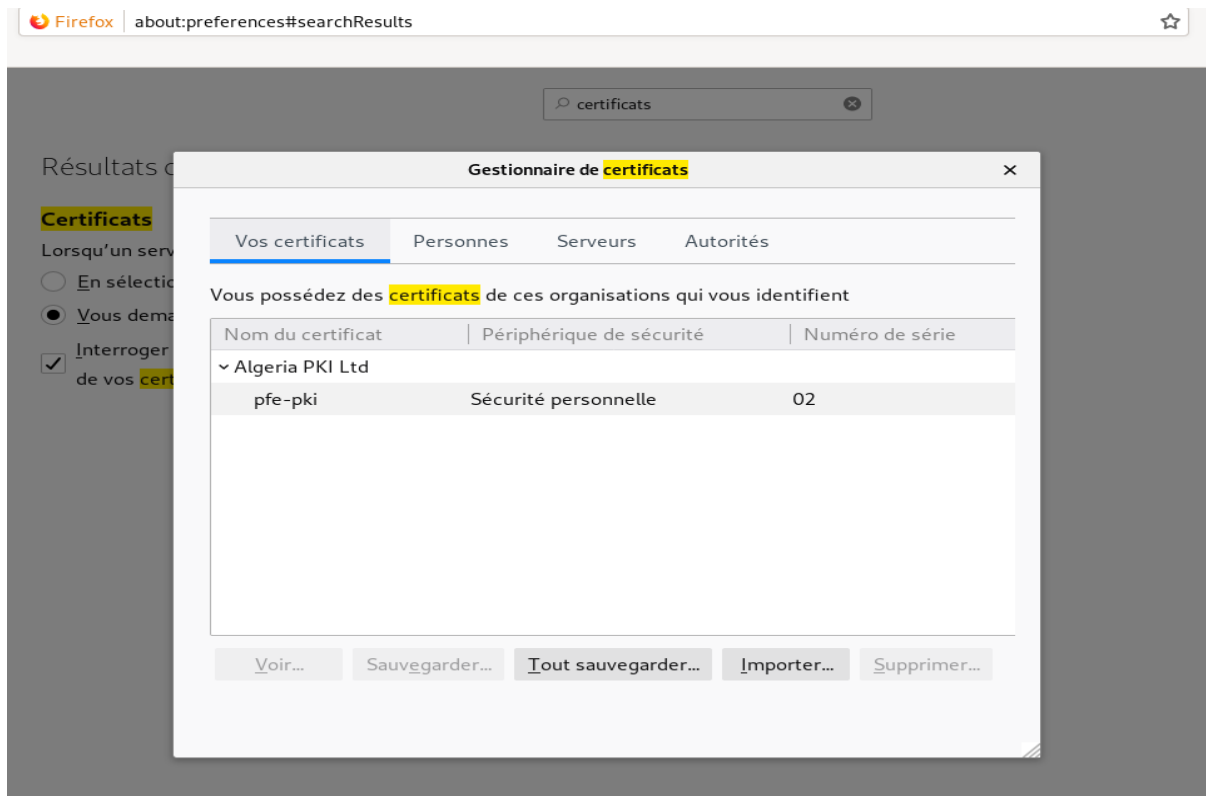 Firefox about:preferences#searchResults
certificats
Résultats
Gestionnaire de certificats
Certificats
Lorsqu'un serv
En sélectic
Vous dema
Interroger
de vos cert
Vos certificats Personnes Serveurs Autorités
Vous possédez des certificats de ces organisations qui vous identifient
Nom du certificat Périphérique de sécurité Numéro de série
Algeria PKI Ltd
pfe-pki Sécurité personnelle 02
Voir... Sauvegarder... Tout sauvegarder... Importer... Supprimer...